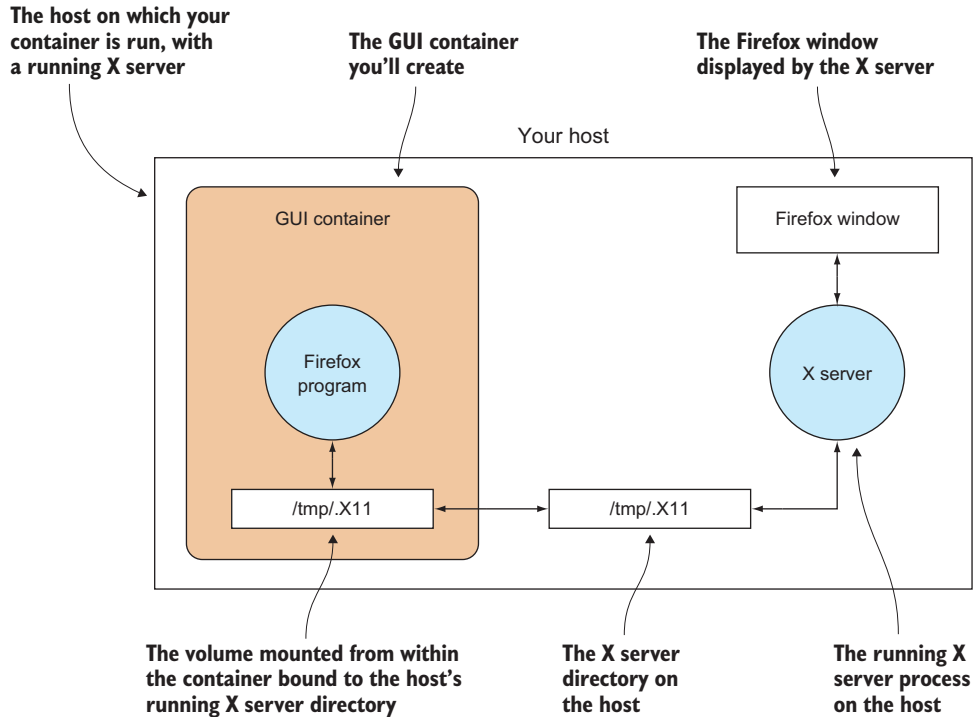 The host on which your
container is run, with
a running X server
The GUI container
you'll create
The Firefox window
displayed by the X server
Your host
GUI container
Firefox window
Firefox
program
X server
/tmp/.X11
/tmp/.X11
The volume mounted from within
the container bound to the host's
running X server directory
The X server
directory on
the host
The running X
server process
on the host